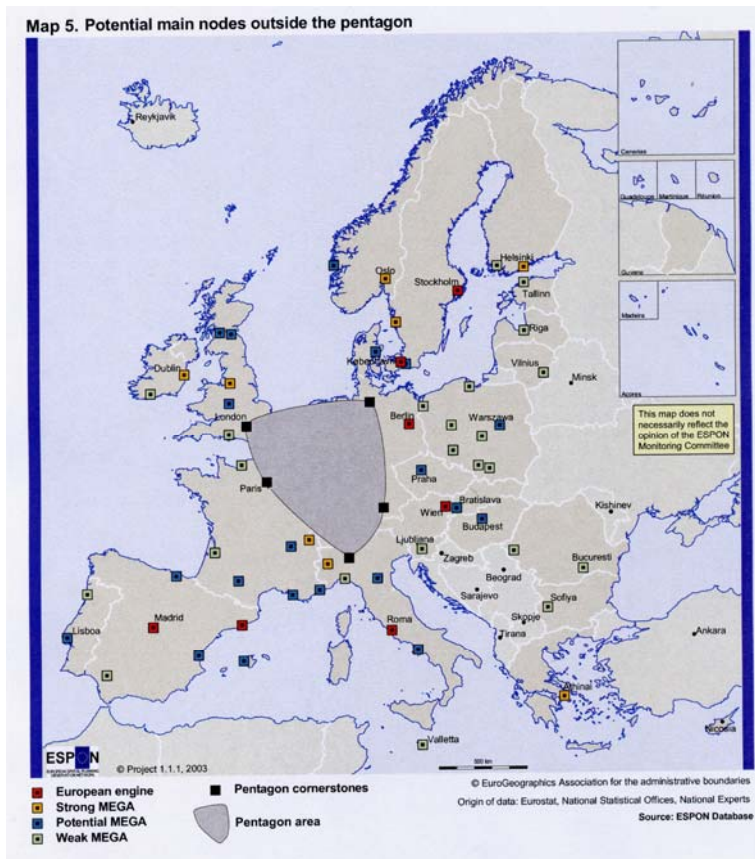 Map 5. Potential main nodes outside the pentagon
Reykjavik
Canarias
Guadeloupe Martinique Réunion
Guyane
Madeira
Acores
Oslo
Helsinki
Stockholm
Tallinn
Riga
København
Vilnius
Minsk
Dublin
London
Berlin
Warszawa
This map does not
necessarily reflect the
opinion of the ESPON
Monitoring Committee
Paris
Praha
Kishinev
Wien
Bratislava
Budapest
Ljubljana
Zagreb
Bucuresti
Beograd
Sarajevo
Sofiya
Skopje
Tirana
Ankara
Madrid
Lisboa
Roma
Athinai
Nicosia
Valletta
ESPON
© Project 1.1.1, 2003
500 km
© EuroGeographics Association for the administrative boundaries
Origin of data: Eurostat, National Statistical Offices, National Experts
Source: ESPON Database
European engine
Strong MEGA
Potential MEGA
Weak MEGA
Pentagon cornerstones
Pentagon area